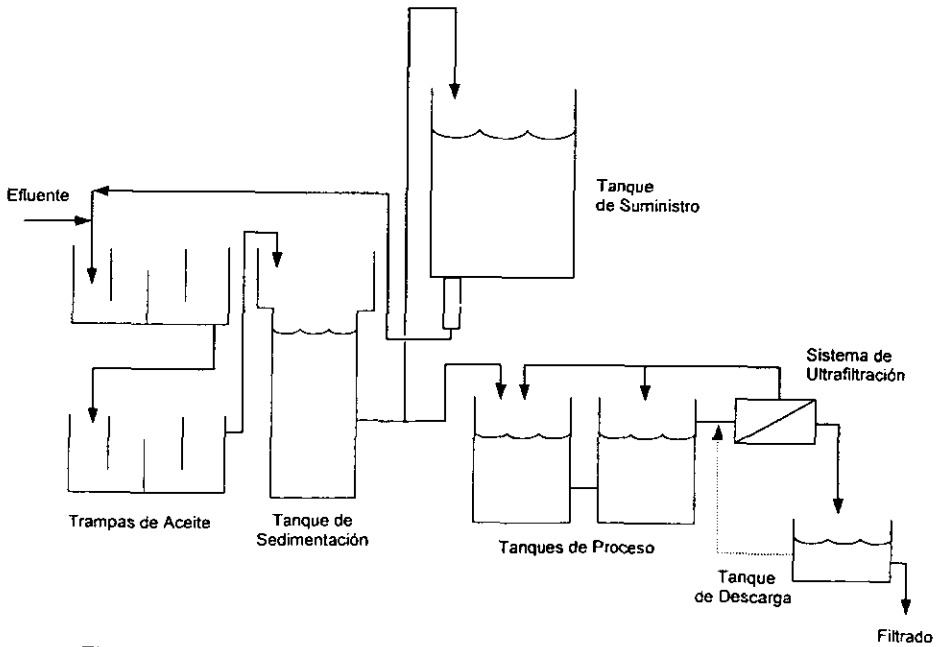 Tanque
de Suministro
Efluente
Sistema de
Ultrafiltración
Trampas de Aceite
Tanque de
Sedimentación
Tanques de Proceso
Tanque
de Descarga
Filtrado